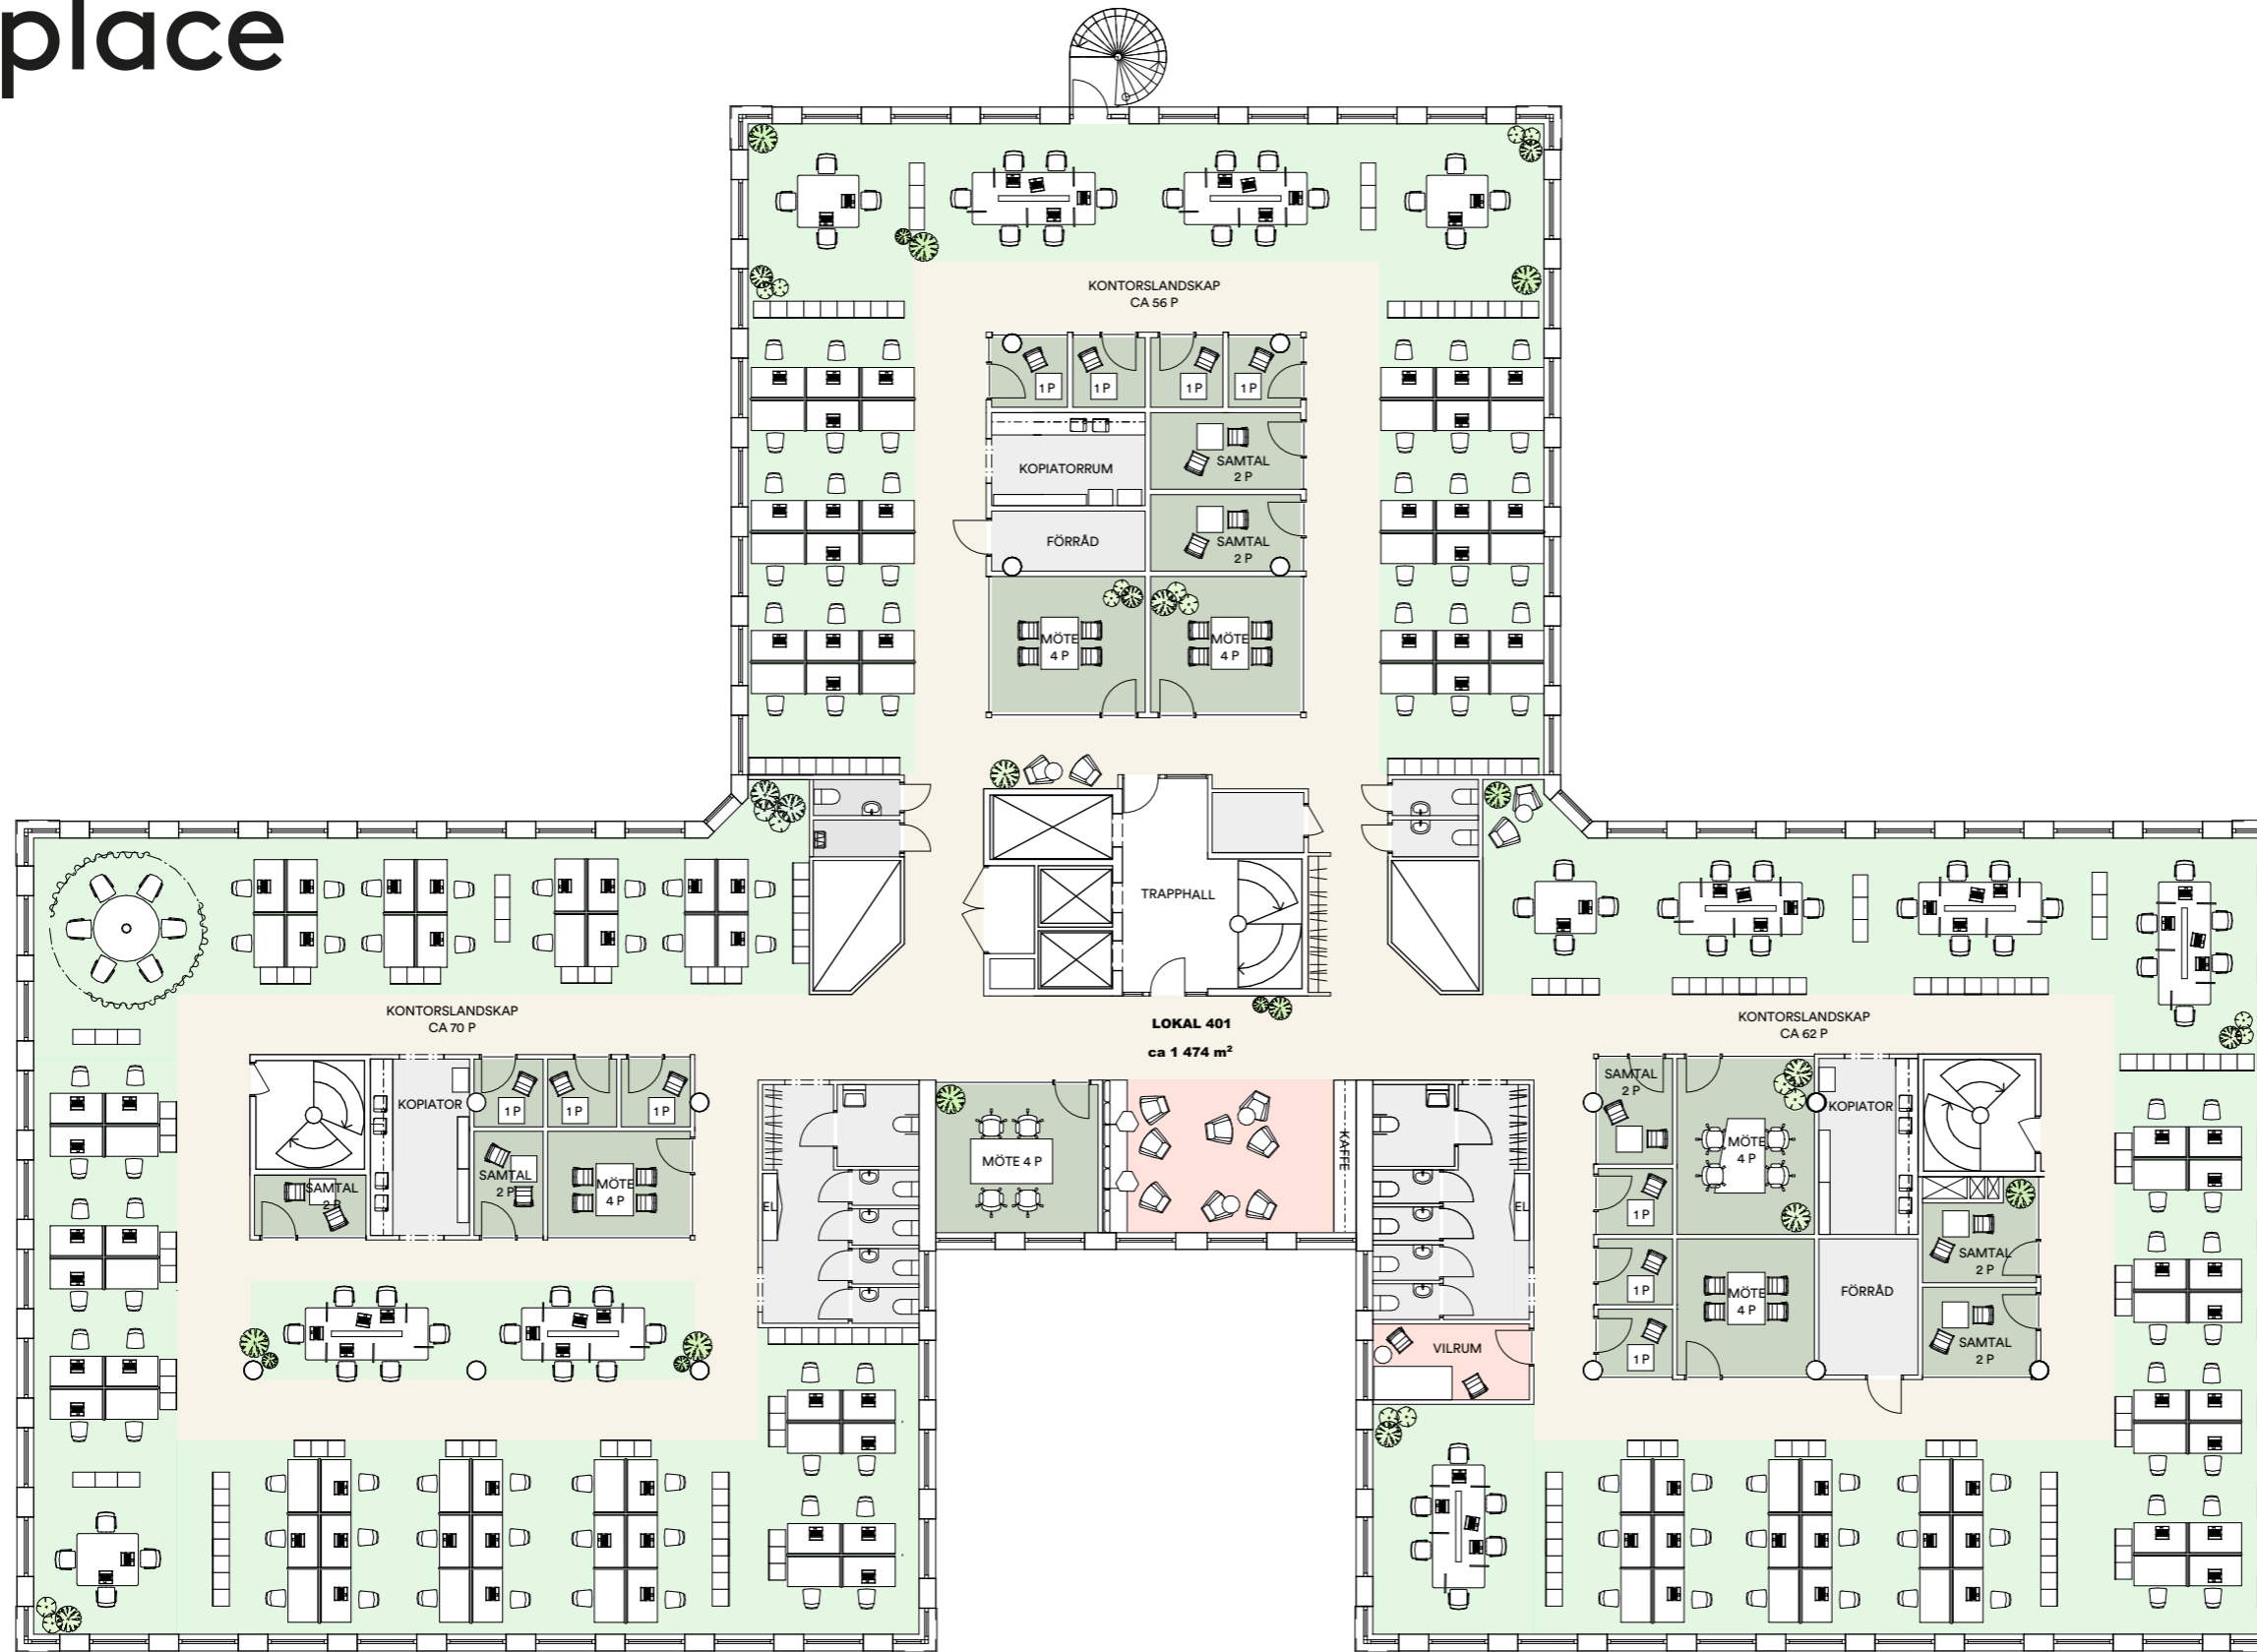 place
KONTORSLANDSKAP
CA 56 P
1 P
1 P
1 P
1 P
KOPIATORRUM
SAMTAL
2 P
FÖRRÅD
SAMTAL
2 P
MÖTE
4 P
MÖTE
4 P
TRAPPHALL
KONTORSLANDSKAP
CA 70 P
LOKAL 401
ca 1 474 m²
KONTORSLANDSKAP
CA 62 P
KOPIATOR
1 P
1 P
1 P
SAMTAL
2 P
SAMTAL
2 P
MÖTE
4 P
EL
MÖTE 4 P
KAFFE
EL
SAMTAL
2 P
MÖTE
4 P
KOPIATOR
1 P
SAMTAL
2 P
1 P
MÖTE
4 P
FÖRRÅD
1 P
SAMTAL
2 P
VILRUM